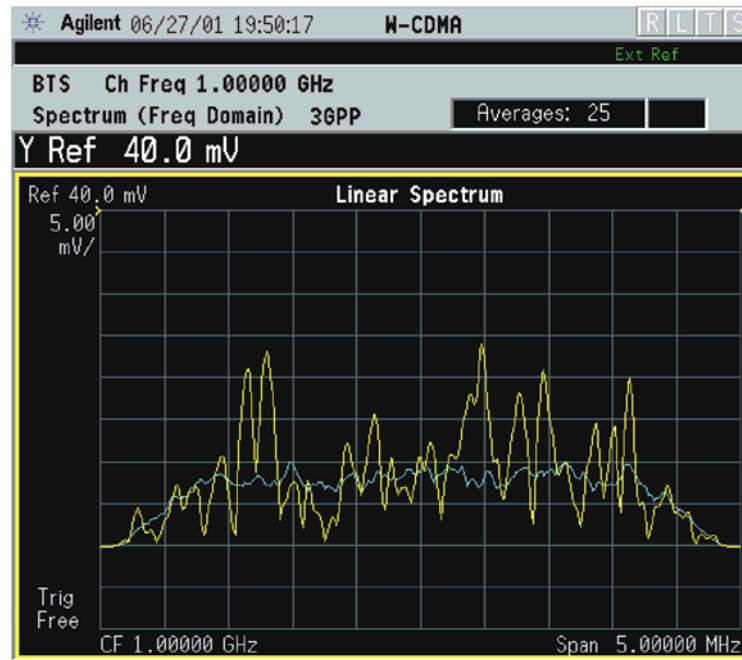 Agilent 06/27/01 19:50:17 W-CDMA R L T S
Ext Ref
BTS Ch Freq 1.00000 GHz
Spectrum (Freq Domain) 3GPP Averages: 25
Y Ref 40.0 mV
Ref 40.0 mV Linear Spectrum
5.00
mV/
Trig
Free
CF 1.00000 GHz Span 5.00000 MHz